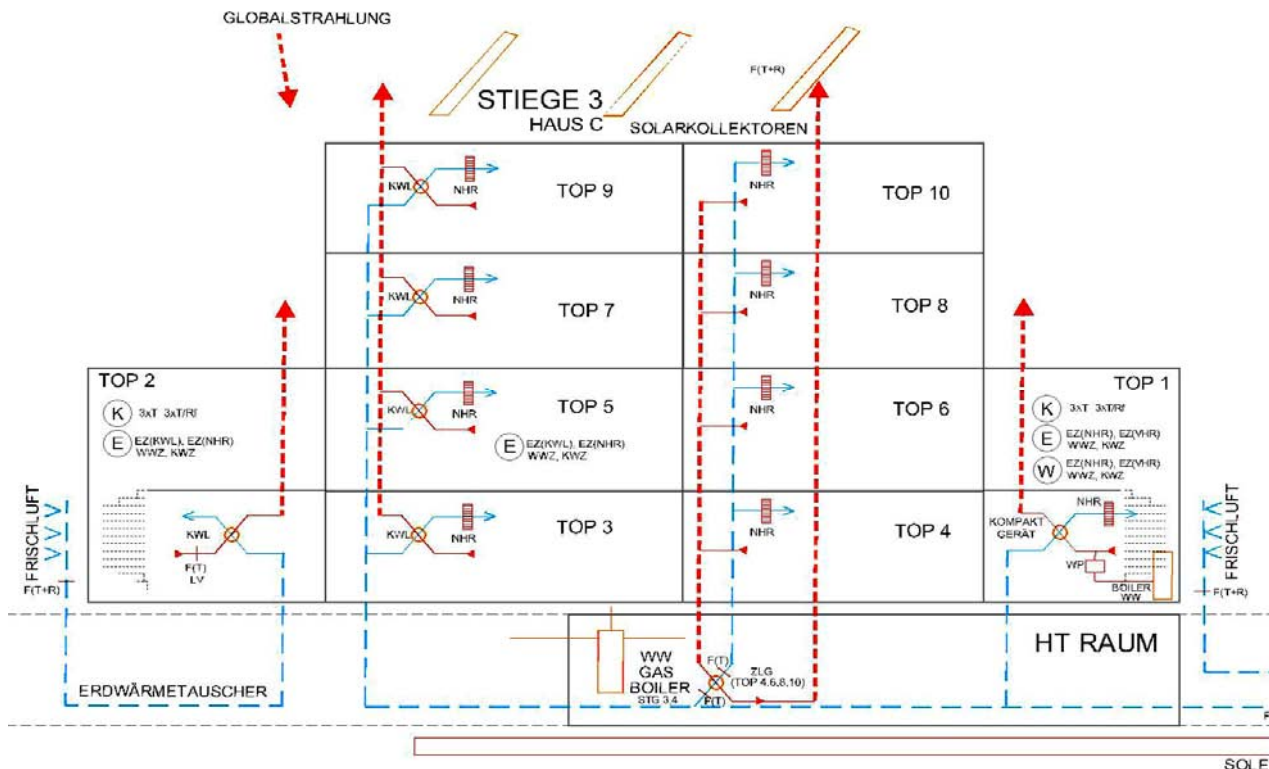 GLOBALSTRAHLUNG
F(T+R)
STIEGE 3
HAUS C
SOLARKOLLEKTOREN
KWL
NHR
TOP 9
NHR
TOP 10
KWL
NHR
TOP 7
NHR
TOP 8
TOP 2
K 3xT 3xT/Rf
E EZ(KWL), EZ(NHR)
WWZ, KWZ
KWL
NHR
TOP 5
E EZ(KWL), EZ(NHR)
WWZ, KWZ
NHR
TOP 6
TOP 1
K 3xT 3xT/Rf
E EZ(NHR), EZ(VHR)
WWZ, KWZ
W EZ(NHR), EZ(VHR)
WWZ, KWZ
FRISCHLUFT
F(T+R)
KWL
F(T)
LV
KWL
NHR
TOP 3
NHR
TOP 4
KOMPAKT
GERÄT
NHR
WP
BOILER
WW
FRISCHLUFT
F(T+R)
ERDWÄRMETAUSCHER
WW
GAS
BOILER
STG 3,4
F(T)
F(T)
ZLG
(TOP 4,6,8,10)
HT RAUM
F
SOLE